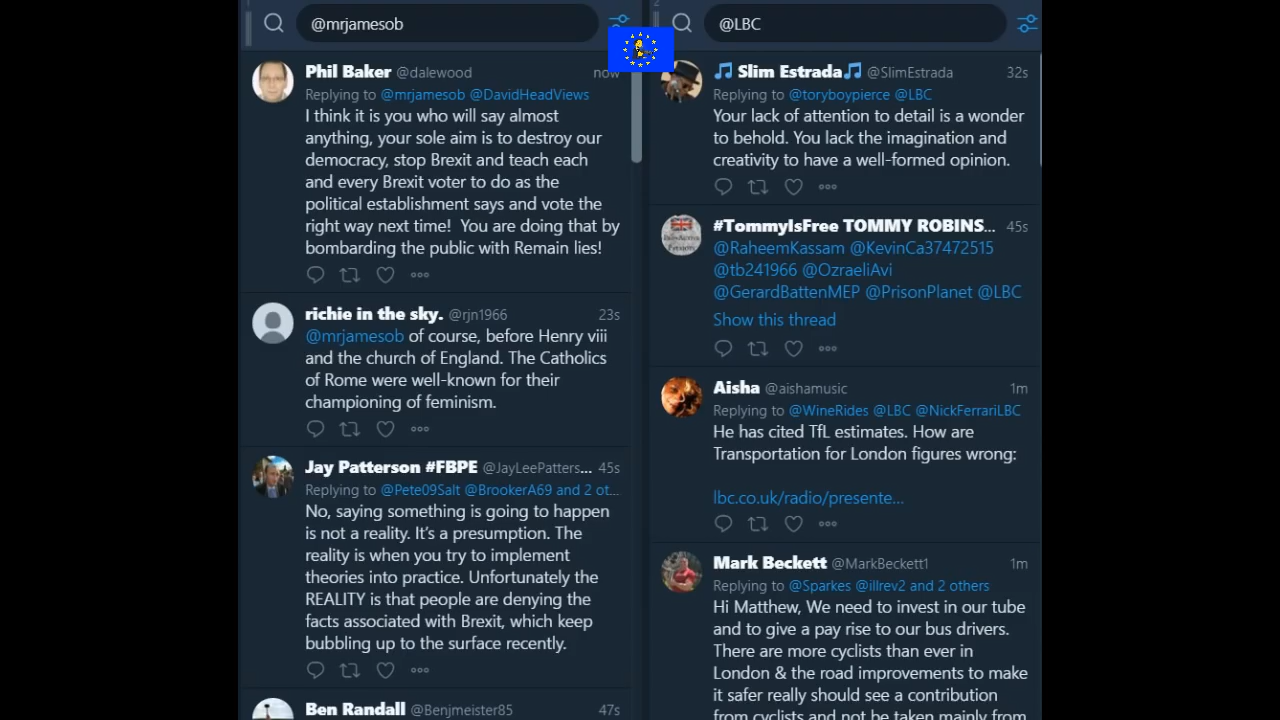 @mrjamesob
Phil Baker @dalewood now
Replying to @mrjamesob @DavidHeadViews
I think it is you who will say almost
anything, your sole aim is to destroy our
democracy, stop Brexit and teach each
and every Brexit voter to do as the
political establishment says and vote the
right way next time!  You are doing that by
bombarding the public with Remain lies!
richie in the sky. @rjn1966 23s
@mrjamesob of course, before Henry viii
and the church of England. The Catholics
of Rome were well-known for their
championing of feminism.
Jay Patterson #FBPE @JayLeePatters... 45s
Replying to @Pete09Salt @BrookerA69 and 2 ot...
No, saying something is going to happen
is not a reality. It's a presumption. The
reality is when you try to implement
theories into practice. Unfortunately the
REALITY is that people are denying the
facts associated with Brexit, which keep
bubbling up to the surface recently.
Ben Randall @Benjmeister85 47s
2
@LBC
🎵 Slim Estrada🎵 @SlimEstrada 32s
Replying to @toryboypierce @LBC
Your lack of attention to detail is a wonder
to behold. You lack the imagination and
creativity to have a well-formed opinion.
#TommyIsFree TOMMY ROBINS... 45s
@RaheemKassam @KevinCa37472515
@tb241966 @OzraeliAvi
@GerardBattenMEP @PrisonPlanet @LBC
Show this thread
Aisha @aishamusic 1m
Replying to @WineRides @LBC @NickFerrariLBC
He has cited TfL estimates. How are
Transportation for London figures wrong:
lbc.co.uk/radio/presente...
Mark Beckett @MarkBeckett1 1m
Replying to @Sparkes @illrev2 and 2 others
Hi Matthew, We need to invest in our tube
and to give a pay rise to our bus drivers.
There are more cyclists than ever in
London & the road improvements to make
it safer really should see a contribution
from cyclists and not be taken mainly from